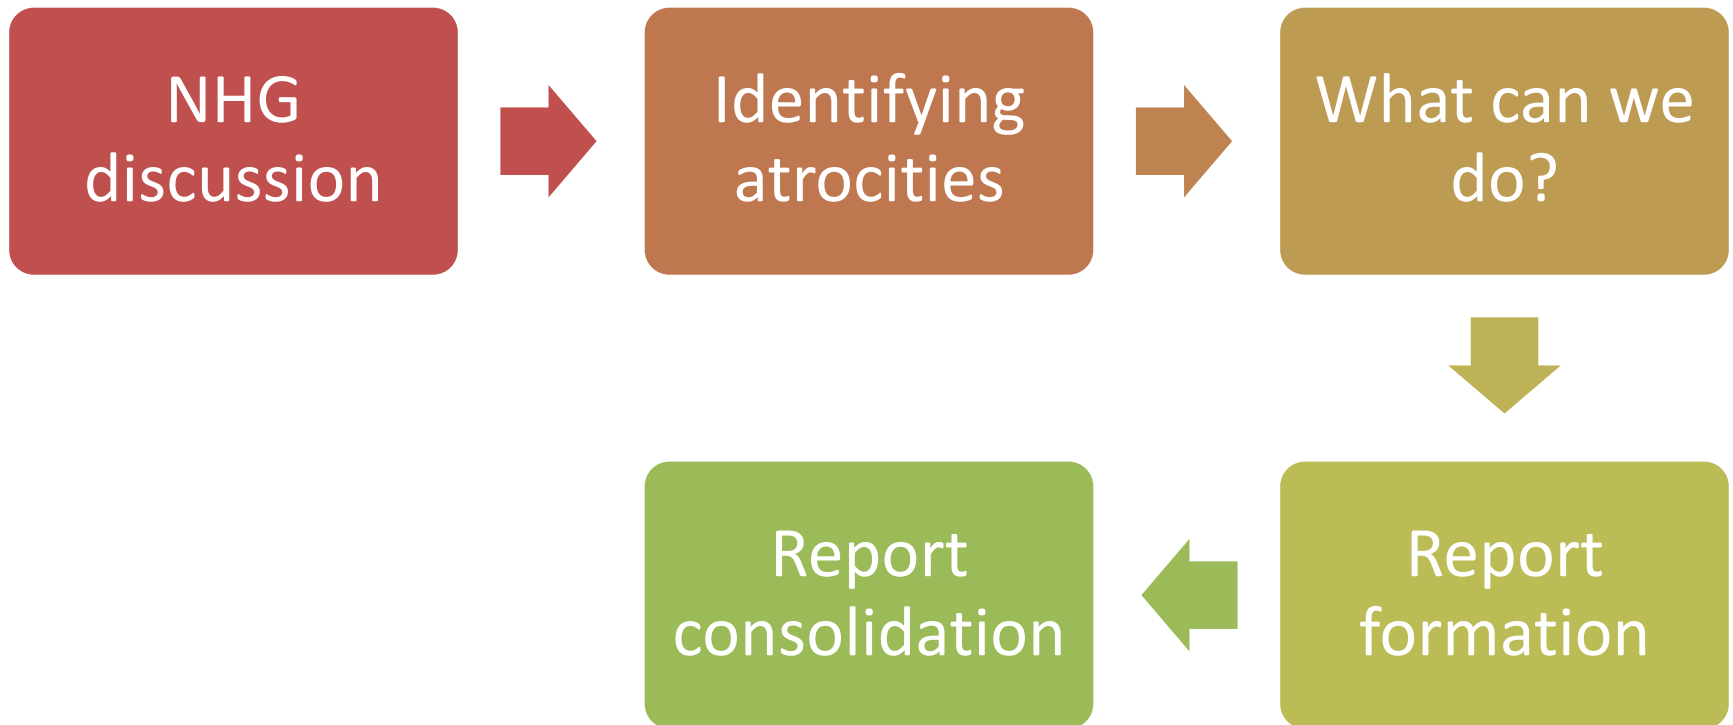 NHG
discussion
Identifying
atrocities
What can we
do?
Report
formation
Report
consolidation